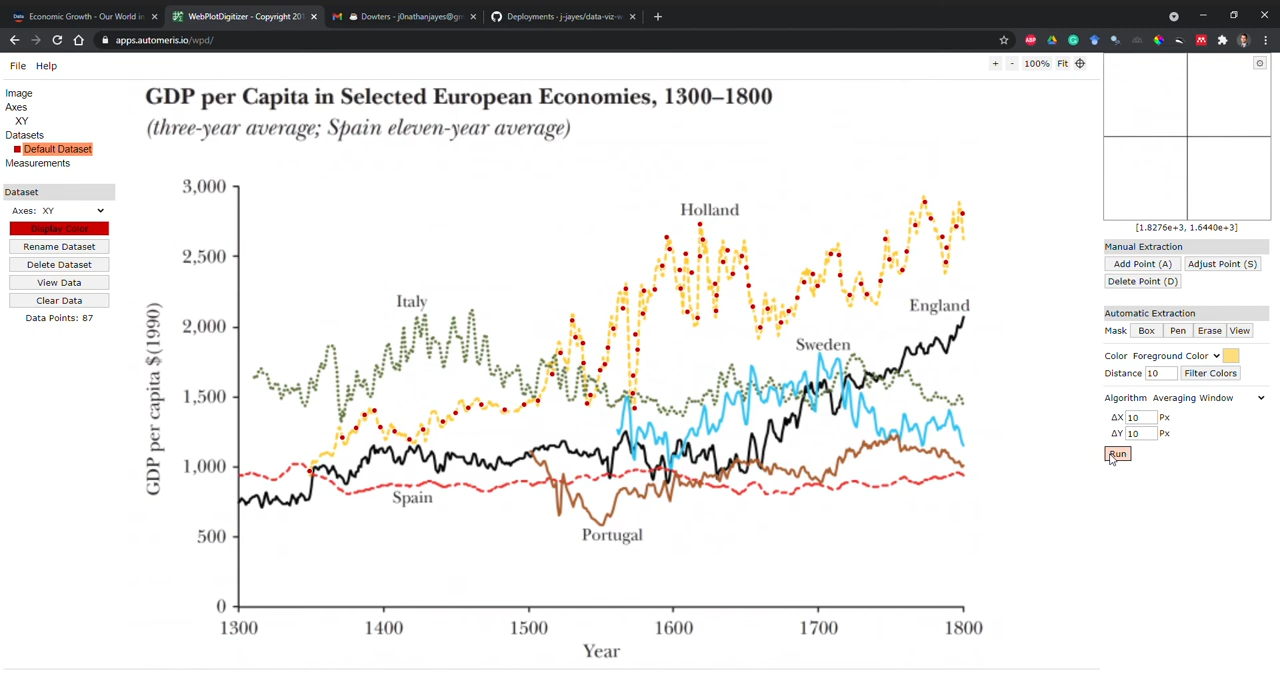 Economic Growth - Our World in
WebPlotDigitizer - Copyright 201
Dowters - j0nathanjayes@gm
Deployments · j-jayes/data-viz-w
apps.automeris.io/wpd/
File Help
+ - 100% Fit
Image
Axes
XY
Datasets
Default Dataset
Measurements
Dataset
Axes: XY
Display Color
Rename Dataset
Delete Dataset
View Data
Clear Data
Data Points: 87
GDP per Capita in Selected European Economies, 1300–1800
(three-year average; Spain eleven-year average)
GDP per capita $(1990)
3,000
2,500
2,000
1,500
1,000
500
0
Holland
Italy
England
Sweden
Spain
Portugal
1300 1400 1500 1600 1700 1800
Year
[1.8276e+3, 1.6440e+3]
Manual Extraction
Add Point (A) Adjust Point (S)
Delete Point (D)
Automatic Extraction
Mask Box Pen Erase View
Color Foreground Color
Distance 10 Filter Colors
Algorithm Averaging Window
ΔX 10 Px
ΔY 10 Px
Run